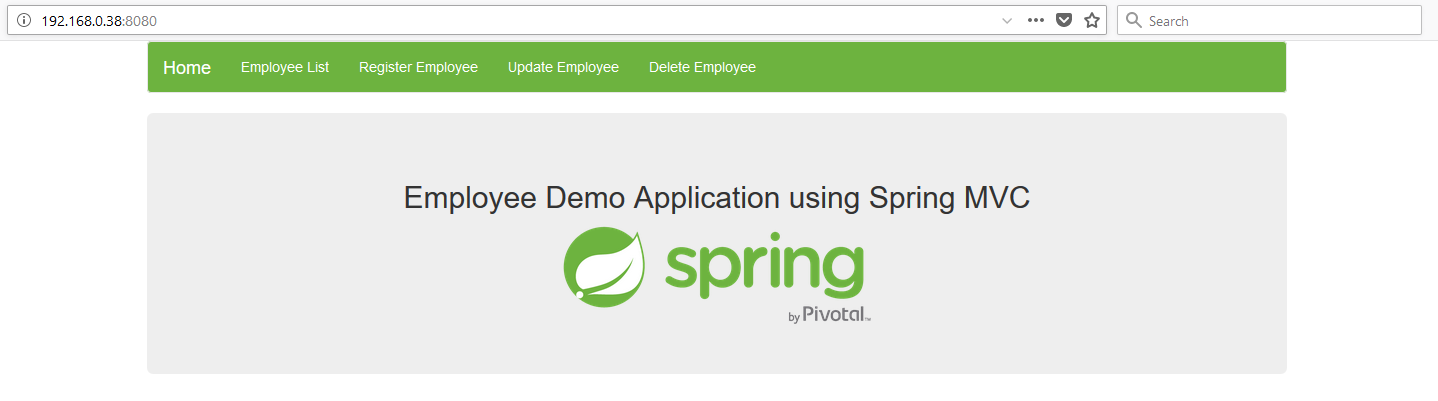 192.168.0.38:8080
Search
Home Employee List Register Employee Update Employee Delete Employee
Employee Demo Application using Spring MVC
spring
by Pivotal™